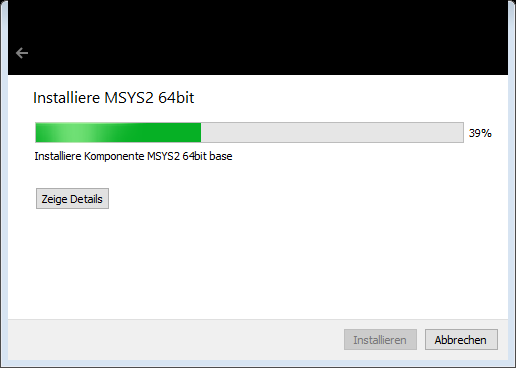 Installiere MSYS2 64bit
39%
Installiere Komponente MSYS2 64bit base
Zeige Details
Installieren
Abbrechen